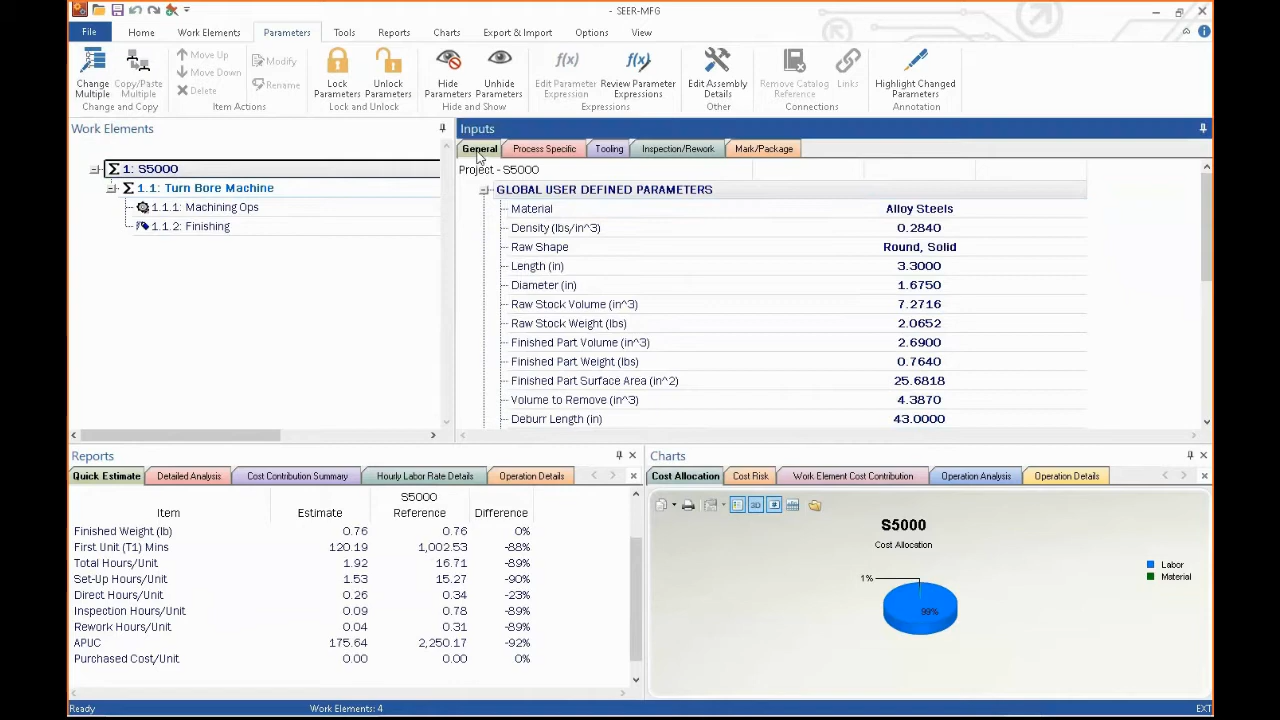 - SEER-MFG
File Home Work Elements Parameters Tools Reports Charts Export & Import Options View
Change Multiple
Copy/Paste Multiple
Change and Copy
Move Up
Move Down
Delete
Modify
Rename
Item Actions
Lock Parameters
Unlock Parameters
Lock and Unlock
Hide Parameters
Unhide Parameters
Hide and Show
Edit Parameter Expression
Review Parameter Expressions
Expressions
Edit Assembly Details
Other
Remove Catalog Reference
Links
Connections
Highlight Changed Parameters
Annotation
Work Elements
Σ 1: S5000
Σ 1.1: Turn Bore Machine
1.1.1: Machining Ops
1.1.2: Finishing
Inputs
General Process Specific Tooling Inspection/Rework Mark/Package
Project - S5000
GLOBAL USER DEFINED PARAMETERS
Material Alloy Steels
Density (lbs/in^3) 0.2840
Raw Shape Round, Solid
Length (in) 3.3000
Diameter (in) 1.6750
Raw Stock Volume (in^3) 7.2716
Raw Stock Weight (lbs) 2.0652
Finished Part Volume (in^3) 2.6900
Finished Part Weight (lbs) 0.7640
Finished Part Surface Area (in^2) 25.6818
Volume to Remove (in^3) 4.3870
Deburr Length (in) 43.0000
Reports
Quick Estimate Detailed Analysis Cost Contribution Summary Hourly Labor Rate Details Operation Details
S5000
Item Estimate Reference Difference
Finished Weight (lb) 0.76 0.76 0%
First Unit (T1) Mins 120.19 1,002.53 -88%
Total Hours/Unit 1.92 16.71 -89%
Set-Up Hours/Unit 1.53 15.27 -90%
Direct Hours/Unit 0.26 0.34 -23%
Inspection Hours/Unit 0.09 0.78 -89%
Rework Hours/Unit 0.04 0.31 -89%
APUC 175.64 2,250.17 -92%
Purchased Cost/Unit 0.00 0.00 0%
Charts
Cost Allocation Cost Risk Work Element Cost Contribution Operation Analysis Operation Details
S5000
Cost Allocation
Labor
Material
1%
99%
Ready Work Elements: 4 EXT